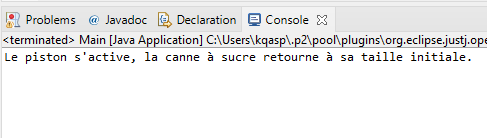 Problems Javadoc Declaration Console
<terminated> Main [Java Application] C:\Users\kqasp\.p2\pool\plugins\org.eclipse.justj.ope
Le piston s'active, la canne à sucre retourne à sa taille initiale.